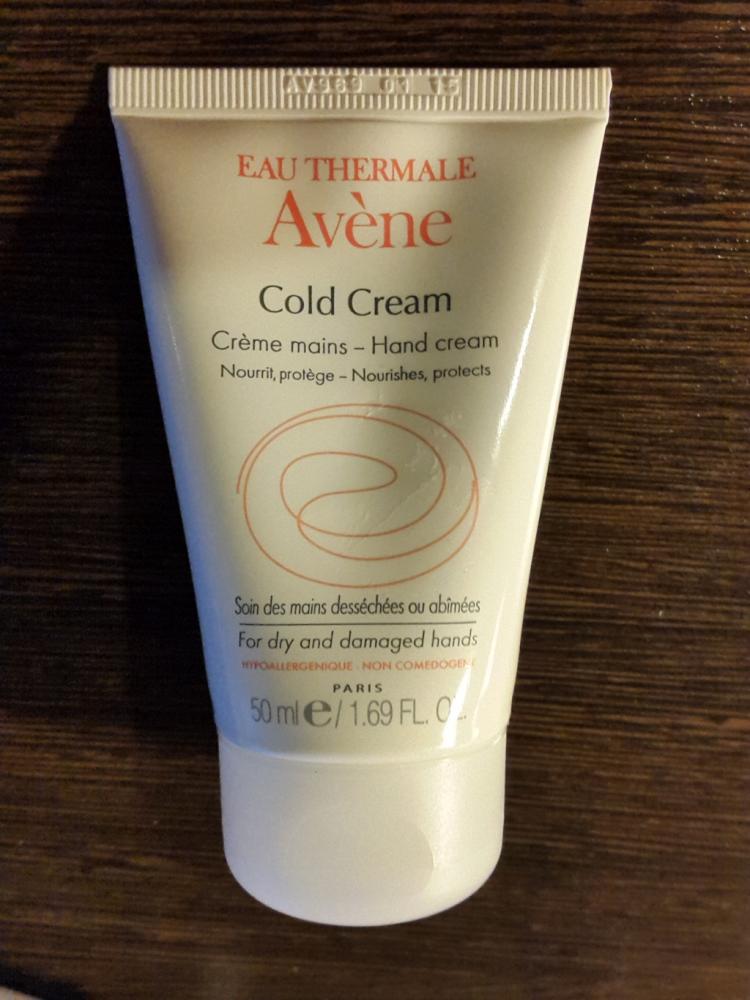 EAU THERMALE
Avène
Cold Cream
Crème mains – Hand cream
Nourrit, protège – Nourishes, protects
Soin des mains desséchées ou abîmées
For dry and damaged hands
HYPOALLERGENIQUE - NON COMEDOGEN
PARIS
50 ml e / 1.69 FL. OZ.